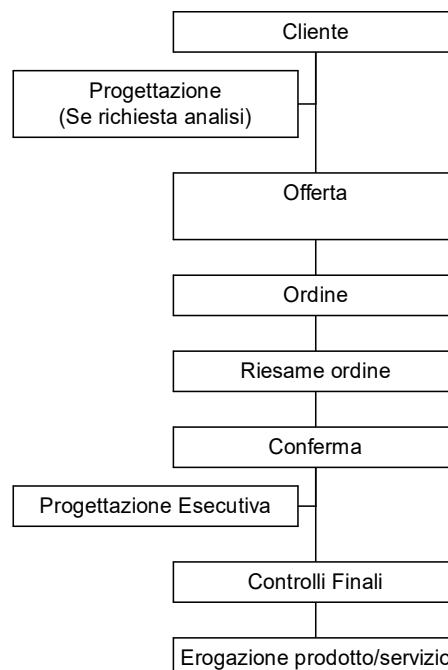 Cliente
Progettazione
(Se richiesta analisi)
Offerta
Ordine
Riesame ordine
Conferma
Progettazione Esecutiva
Controlli Finali
Erogazione prodotto/servizio